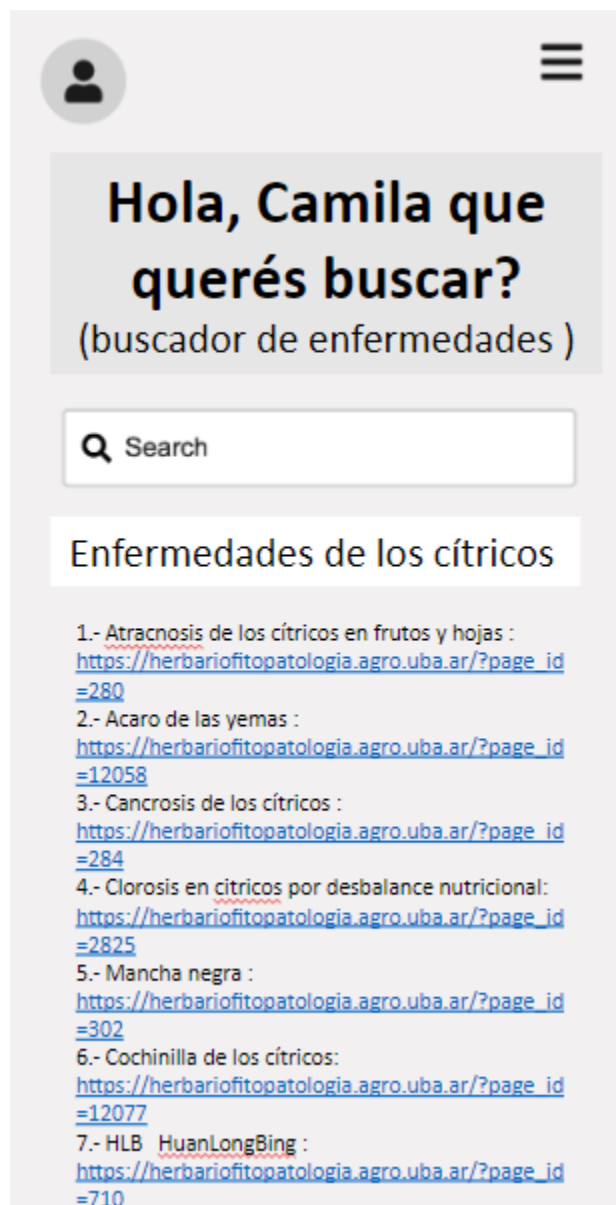 Hola, Camila que
querés buscar?
(buscador de enfermedades )
Search
Enfermedades de los cítricos
1.- Atracnosis de los cítricos en frutos y hojas :
https://herbariofitopatologia.agro.uba.ar/?page_id
=280
2.- Acaro de las yemas :
https://herbariofitopatologia.agro.uba.ar/?page_id
=12058
3.- Cancrosis de los cítricos :
https://herbariofitopatologia.agro.uba.ar/?page_id
=284
4.- Clorosis en citricos por desbalance nutricional:
https://herbariofitopatologia.agro.uba.ar/?page_id
=2825
5.- Mancha negra :
https://herbariofitopatologia.agro.uba.ar/?page_id
=302
6.- Cochinilla de los cítricos:
https://herbariofitopatologia.agro.uba.ar/?page_id
=12077
7.- HLB   HuanLongBing :
https://herbariofitopatologia.agro.uba.ar/?page_id
=710